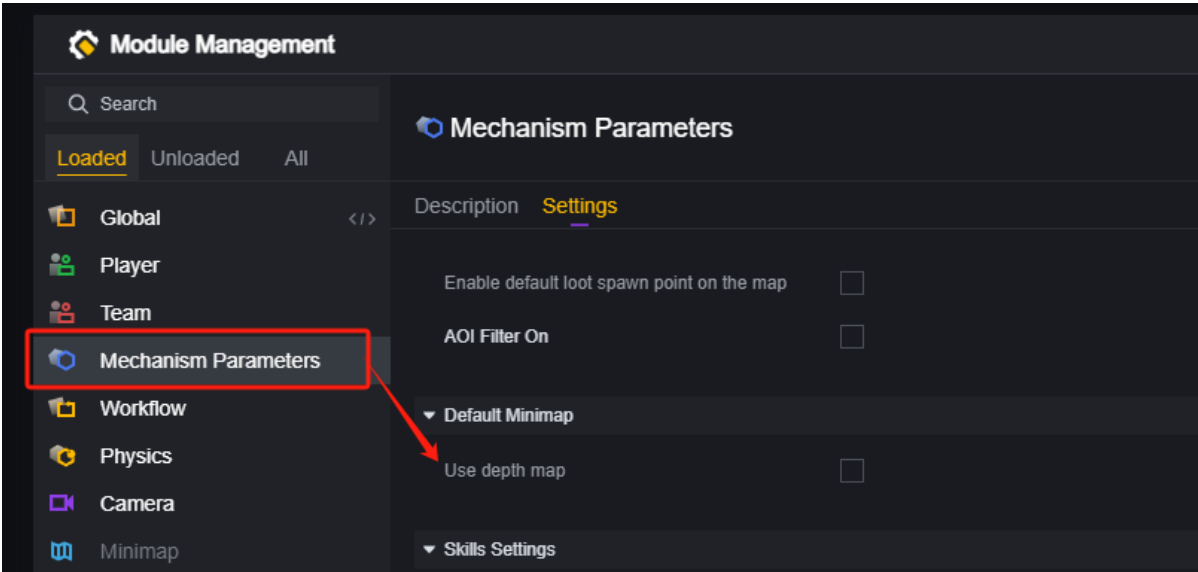 Module Management
Search
Loaded Unloaded All
Global </>
Player
Team
Mechanism Parameters
Workflow
Physics
Camera
Minimap
Mechanism Parameters
Description Settings
Enable default loot spawn point on the map
AOI Filter On
Default Minimap
Use depth map
Skills Settings